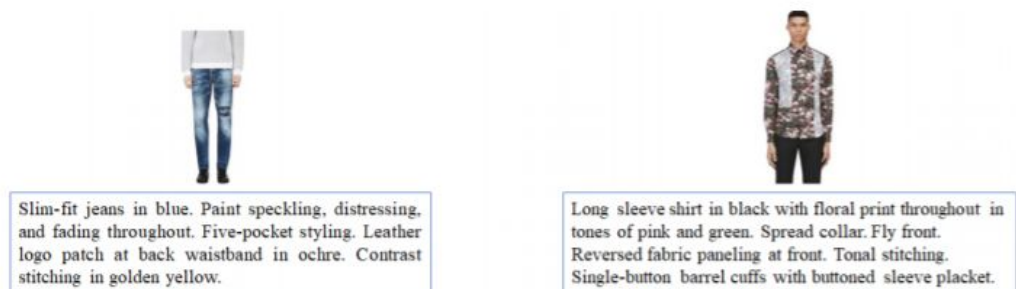 Slim-fit jeans in blue. Paint speckling, distressing,
and fading throughout. Five-pocket styling. Leather
logo patch at back waistband in ochre. Contrast
stitching in golden yellow.
Long sleeve shirt in black with floral print throughout in
tones of pink and green. Spread collar. Fly front.
Reversed fabric paneling at front. Tonal stitching.
Single-button barrel cuffs with buttoned sleeve placket.